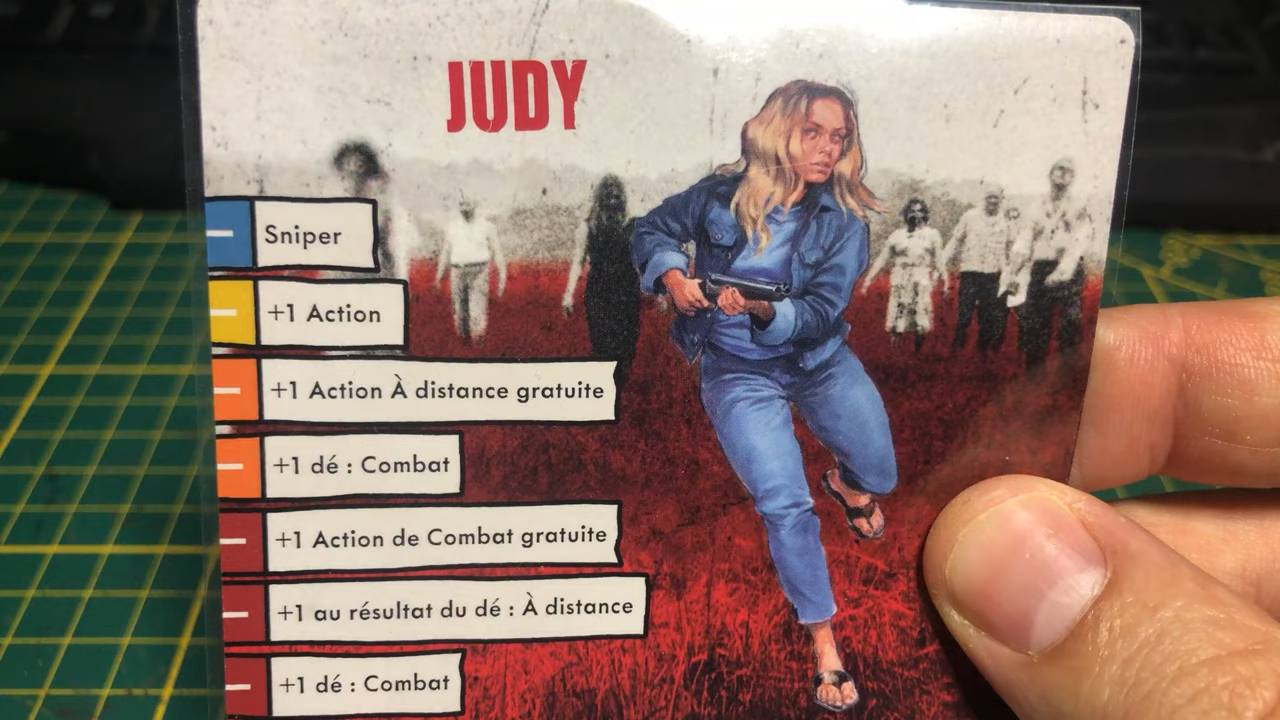 JUDY
Sniper
+1 Action
+1 Action À distance gratuite
+1 dé : Combat
+1 Action de Combat gratuite
+1 au résultat du dé : À distance
+1 dé : Combat